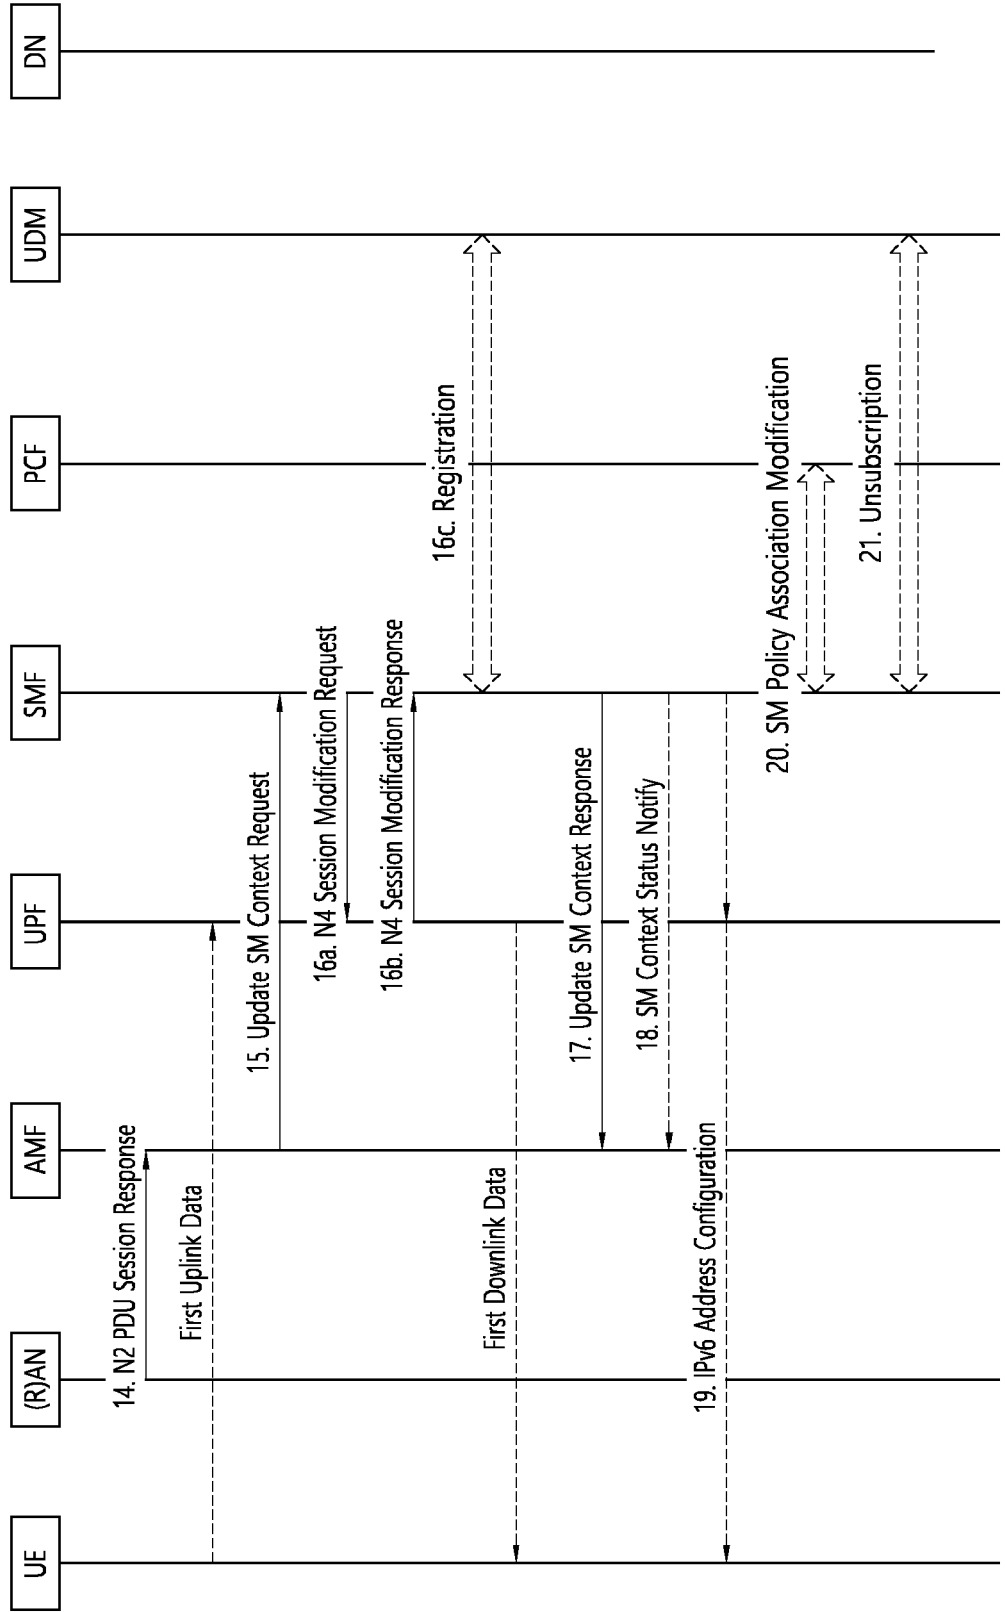 UE
(R)AN
AMF
UPF
SMF
PCF
UDM
DN
14. N2 PDU Session Response
First Uplink Data
15. Update SM Context Request
16a. N4 Session Modification Request
16b. N4 Session Modification Response
16c. Registration
First Downlink Data
17. Update SM Context Response
18. SM Context Status Notify
19. IPv6 Address Configuration
20. SM Policy Association Modification
21. Unsubscription